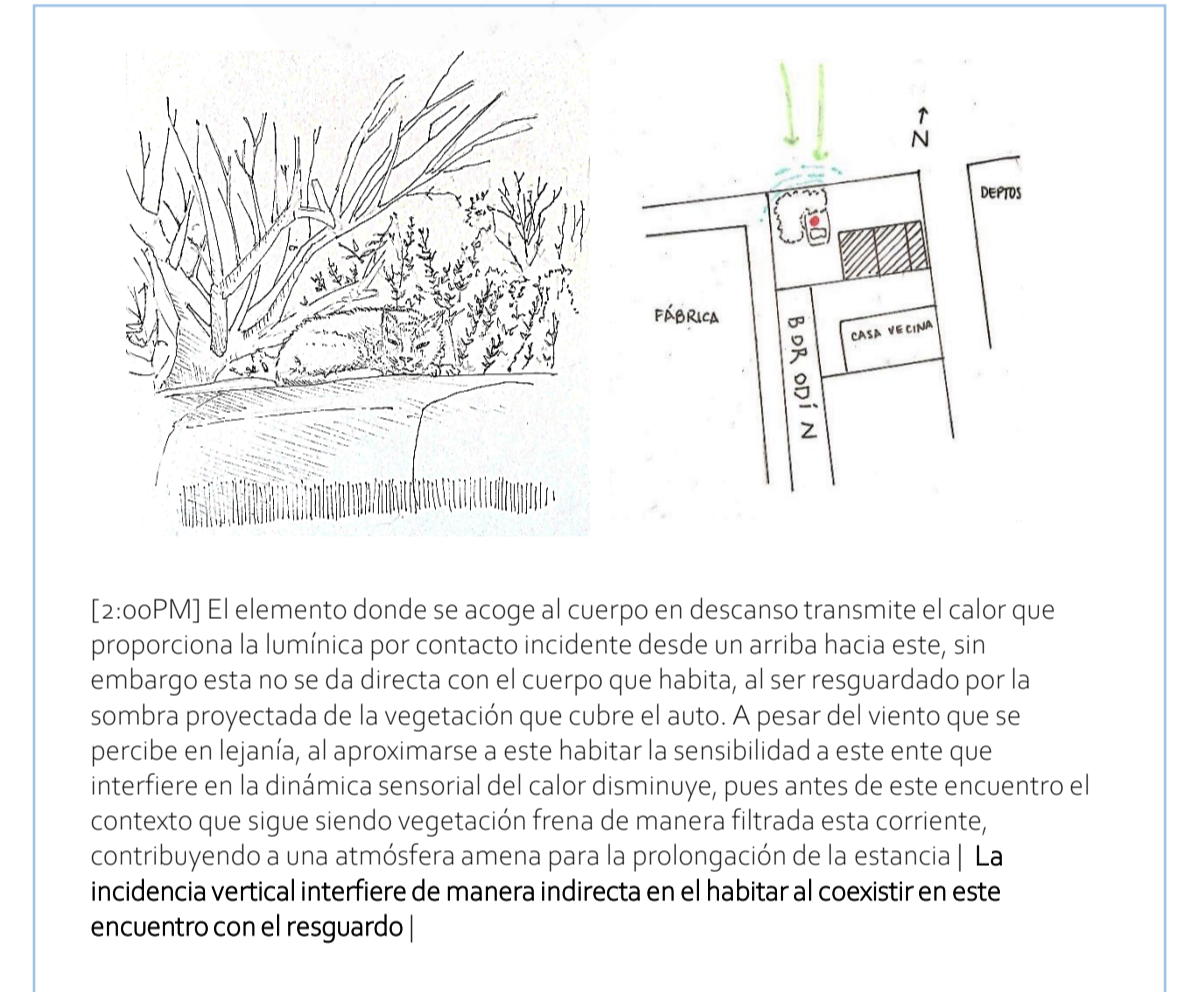 N
DEPTOS
FÁBRICA
BORODÍN
CASA VECINA
[2:00PM] El elemento donde se acoge al cuerpo en descanso transmite el calor que
proporciona la lumínica por contacto incidente desde un arriba hacia este, sin
embargo esta no se da directa con el cuerpo que habita, al ser resguardado por la
sombra proyectada de la vegetación que cubre el auto. A pesar del viento que se
percibe en lejanía, al aproximarse a este habitar la sensibilidad a este ente que
interfiere en la dinámica sensorial del calor disminuye, pues antes de este encuentro el
contexto que sigue siendo vegetación frena de manera filtrada esta corriente,
contribuyendo a una atmósfera amena para la prolongación de la estancia | La
incidencia vertical interfiere de manera indirecta en el habitar al coexistir en este
encuentro con el resguardo |